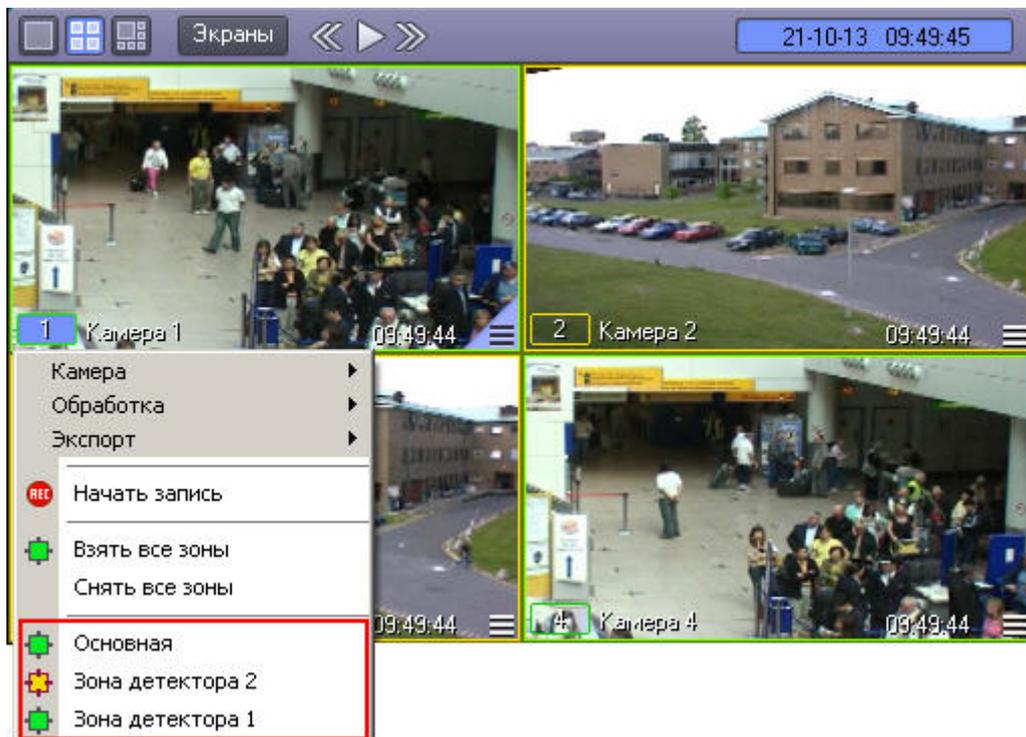 Экраны
21-10-13 09:49:45
1 Камера 1 09:49:44
2 Камера 2 09:49:44
Камера
Обработка
Экспорт
REC Начать запись
Взять все зоны
Снять все зоны
09:49:44
4 Камера 4 09:49:44
Основная
Зона детектора 2
Зона детектора 1